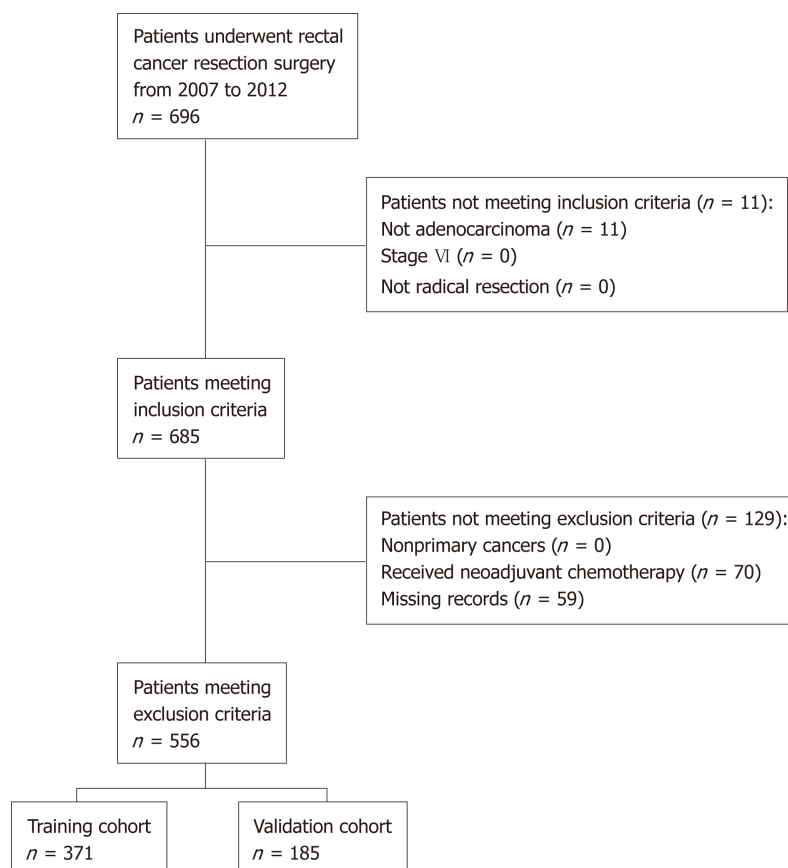 Patients underwent rectal
cancer resection surgery
from 2007 to 2012
n = 696
Patients not meeting inclusion criteria (n = 11):
Not adenocarcinoma (n = 11)
Stage Ⅵ (n = 0)
Not radical resection (n = 0)
Patients meeting
inclusion criteria
n = 685
Patients not meeting exclusion criteria (n = 129):
Nonprimary cancers (n = 0)
Received neoadjuvant chemotherapy (n = 70)
Missing records (n = 59)
Patients meeting
exclusion criteria
n = 556
Training cohort
n = 371
Validation cohort
n = 185